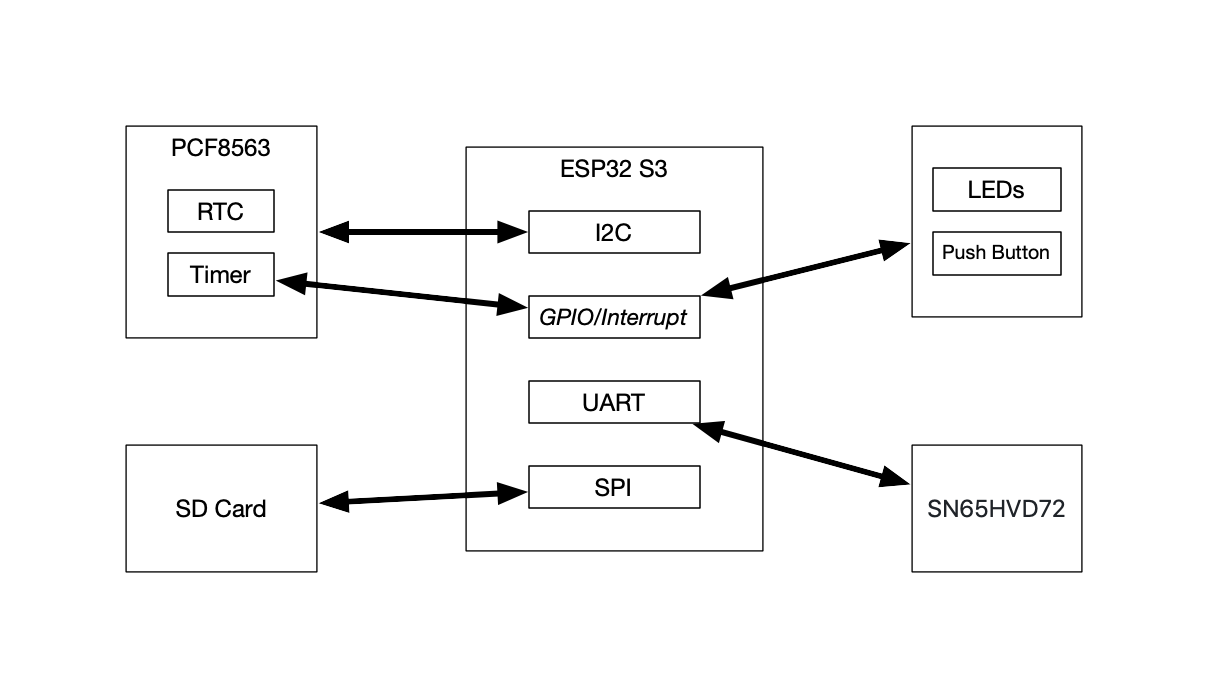 PCF8563
RTC
Timer
SD Card
ESP32 S3
I2C
GPIO/Interrupt
UART
SPI
LEDs
Push Button
SN65HVD72